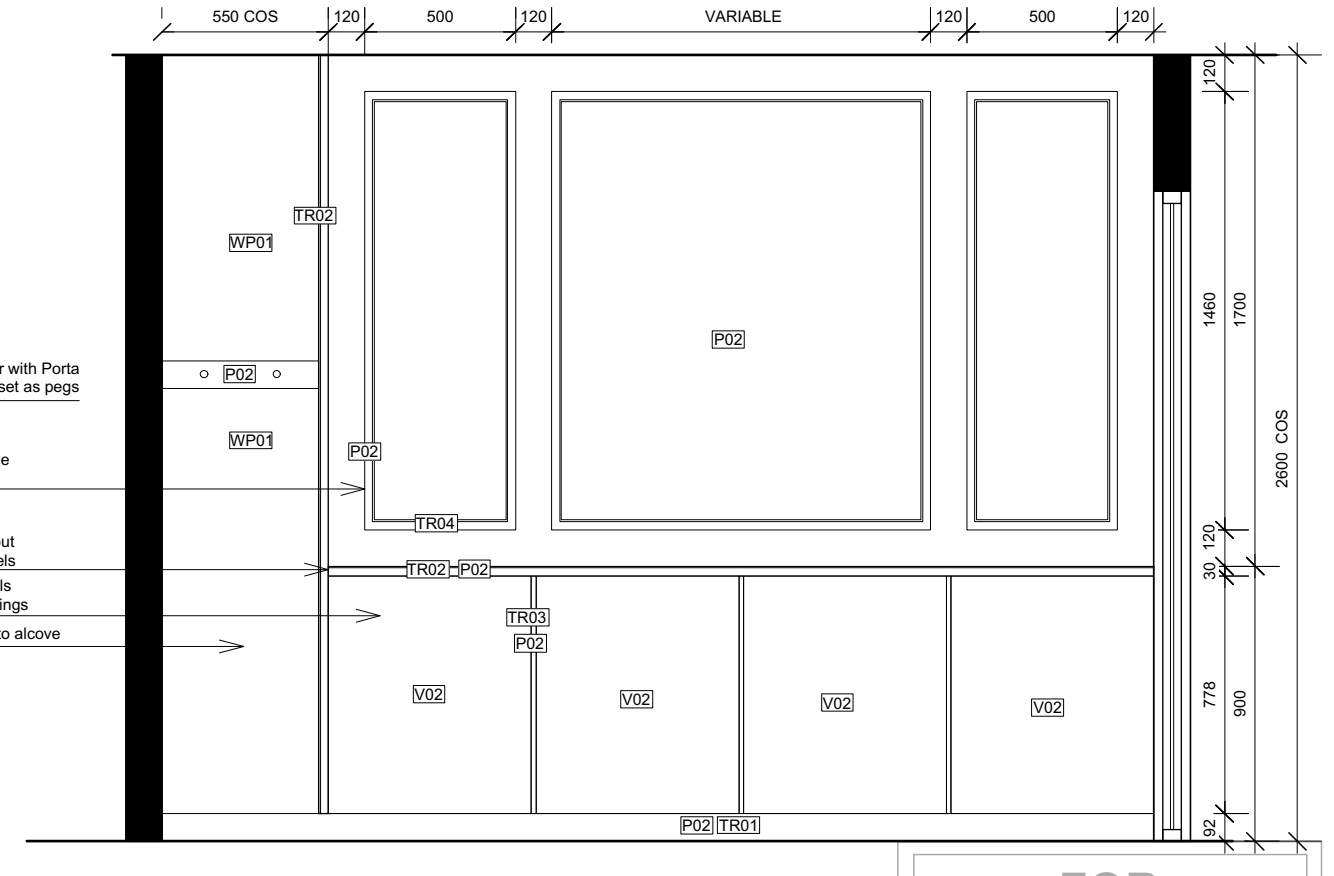 550 COS 120 500 120 VARIABLE 120 500 120
120
TR02
WP01
1460 1700
P02
r with Porta
set as pegs
P02
2600 COS
WP01
P02
e
TR04
out
els
120
TR02 P02
30
ls
ings
TR03
to alcove
P02
V02 V02 V02 V02
778 900
P02 TR01
92